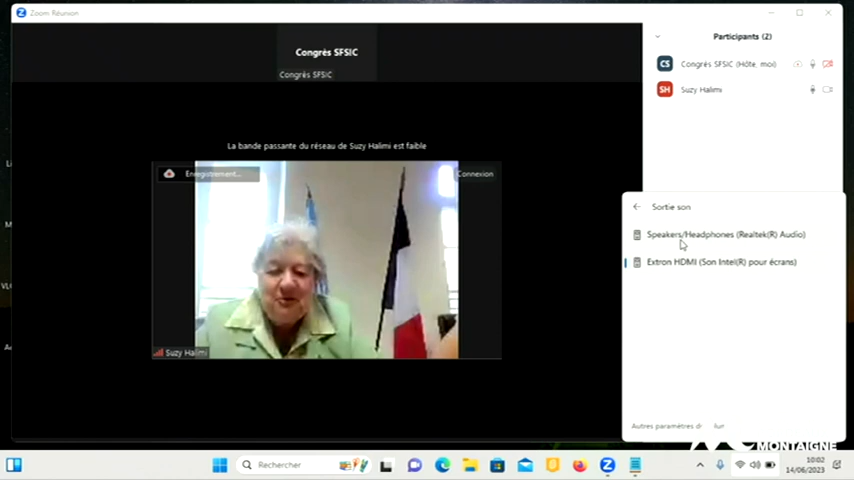 Zoom Réunion
Congrès SFSIC
Congrès SFSIC
La bande passante du réseau de Suzy Halimi est faible
Enregistrement...
Connexion
Suzy Halimi
Participants (2)
CS Congrès SFSIC (Hôte, moi)
SH Suzy Halimi
Sortie son
Speakers/Headphones (Realtek(R) Audio)
Extron HDMI (Son Intel(R) pour écrans)
Autres paramètres
MONTAIGNE
Rechercher
10:02
14/06/2023